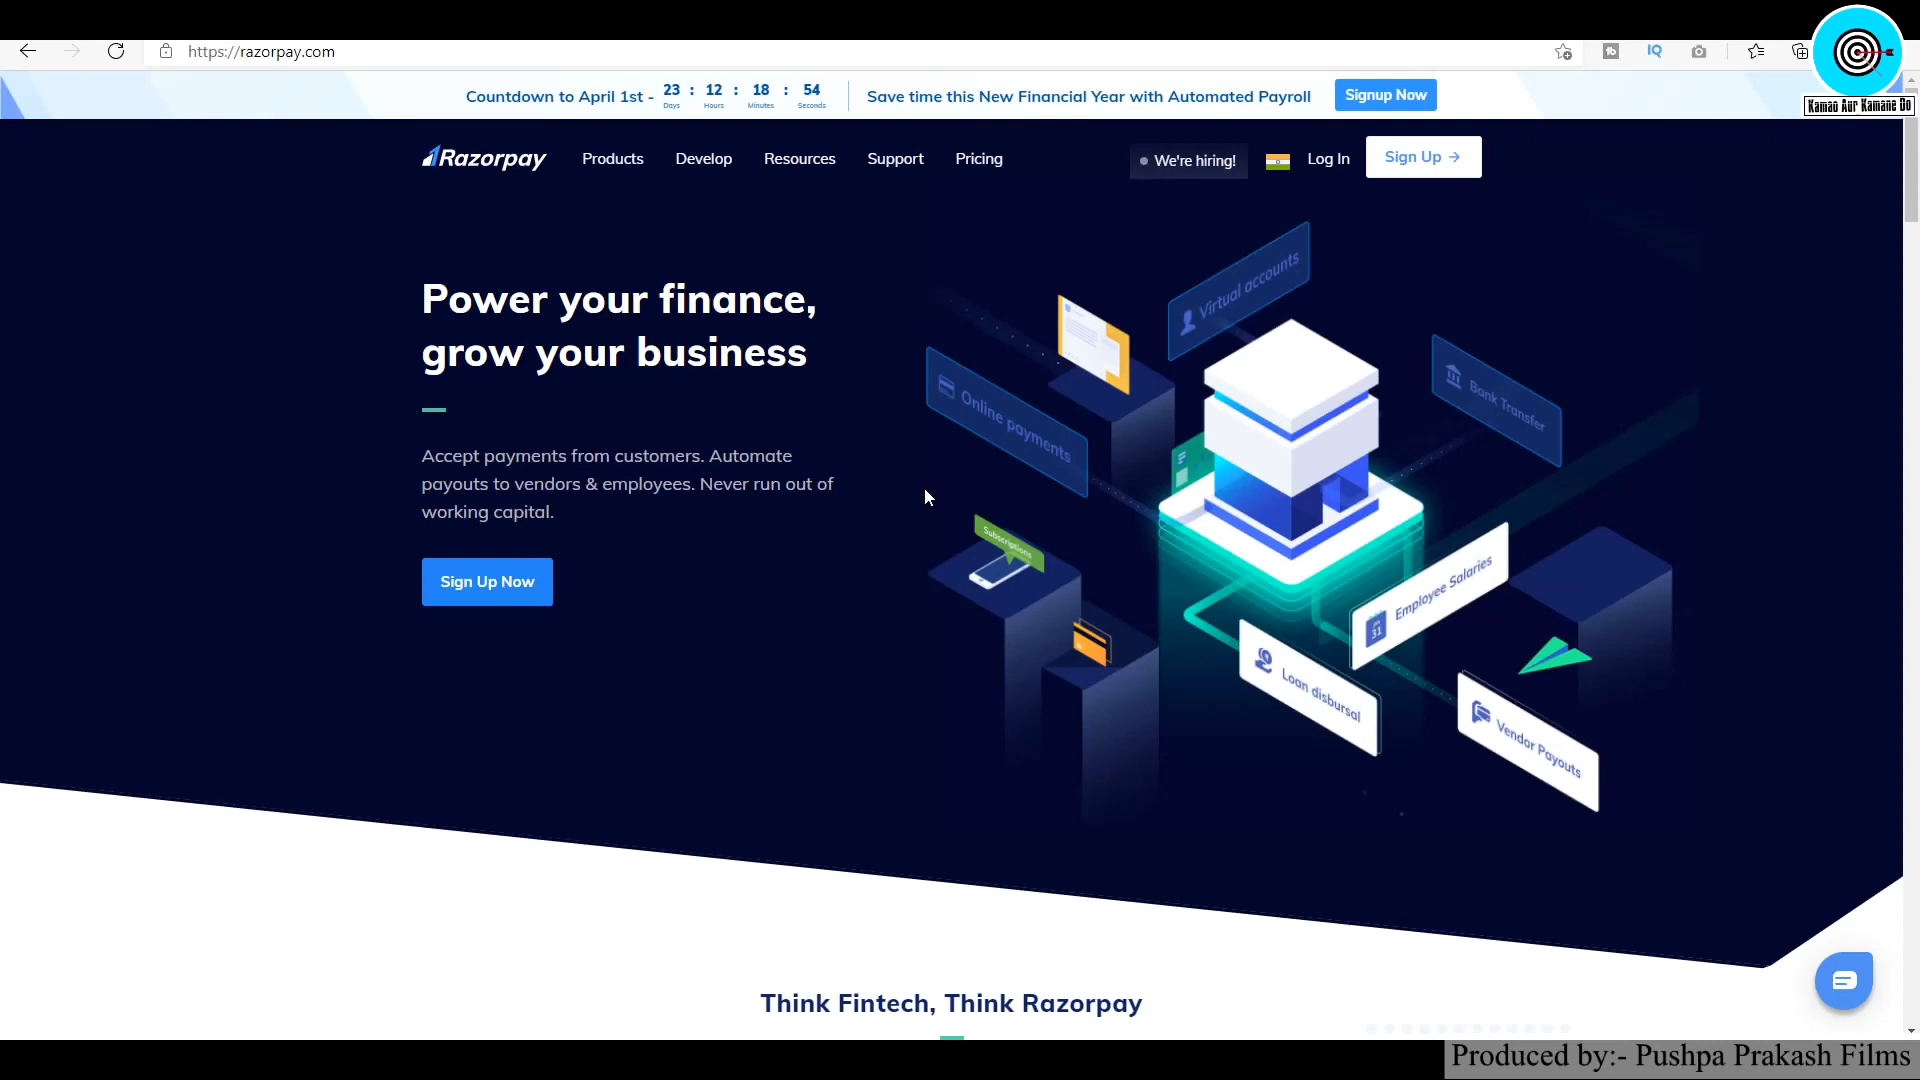 https://razorpay.com
Kamao Aur Kamane Do
Countdown to April 1st - 23 : 12 : 18 : 54
Days Hours Minutes Seconds
Save time this New Financial Year with Automated Payroll
Signup Now
Razorpay
Products
Develop
Resources
Support
Pricing
We're hiring!
Log In
Sign Up →
Power your finance,
grow your business
Accept payments from customers. Automate
payouts to vendors & employees. Never run out of
working capital.
Sign Up Now
Virtual accounts
Online payments
Bank Transfer
Subscriptions
Employee Salaries
31
Loan disbursal
Vendor Payouts
Think Fintech, Think Razorpay
Produced by:- Pushpa Prakash Films